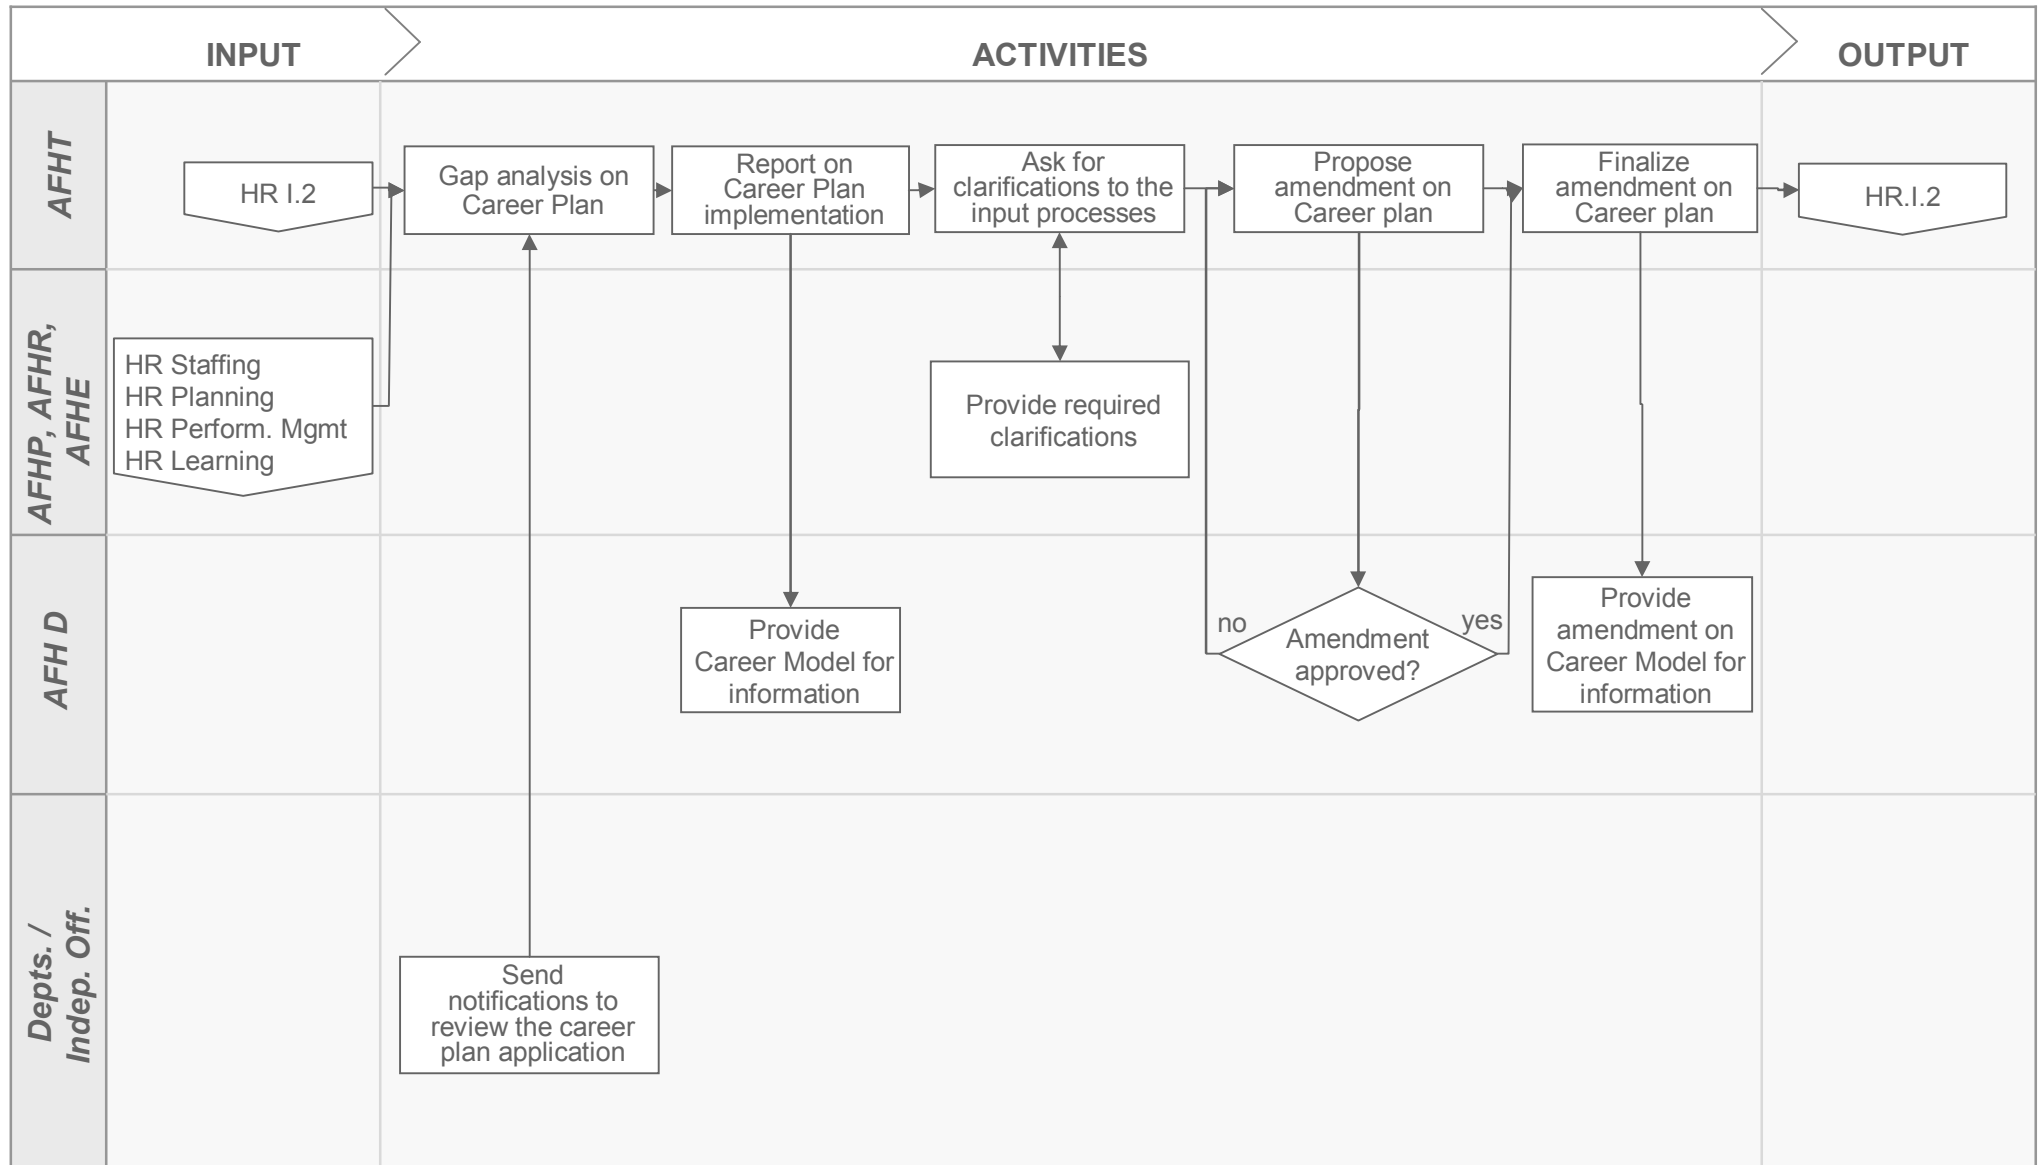 INPUT
ACTIVITIES
OUTPUT
AFHT
HR I.2
Gap analysis on
Career Plan
Report on
Career Plan
implementation
Ask for
clarifications to the
input processes
Propose
amendment on
Career plan
Finalize
amendment on
Career plan
HR.I.2
AFHP, AFHR,
AFHE
HR Staffing
HR Planning
HR Perform. Mgmt
HR Learning
Provide required
clarifications
AFH D
Provide
Career Model for
information
no
Amendment
approved?
yes
Provide
amendment on
Career Model for
information
Depts. /
Indep. Off.
Send
notifications to
review the career
plan application